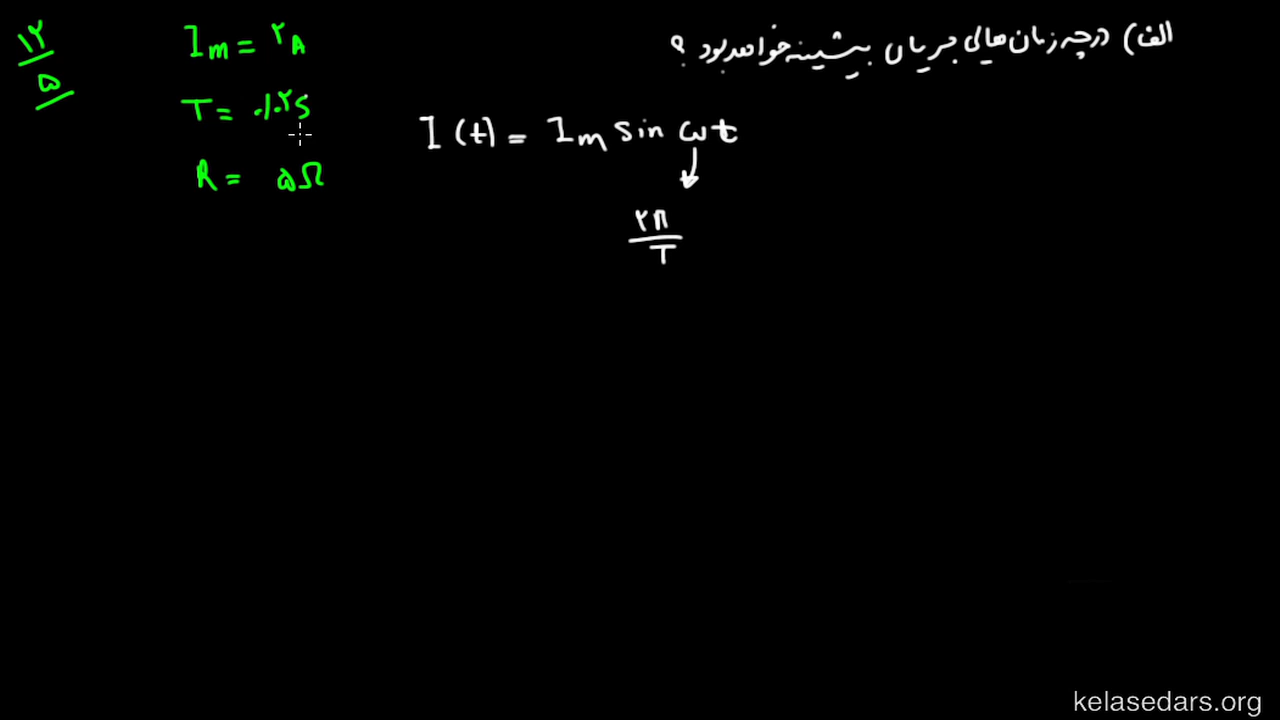 الف) در چه زمان‌هایی جریان بیشینه خواهد بود ؟
۱۲
۵
Im = ۲A
T = ۰/۰۲s
R = ۵Ω
I(t) = Im sin ωt
۲π
T
kelasedars.org